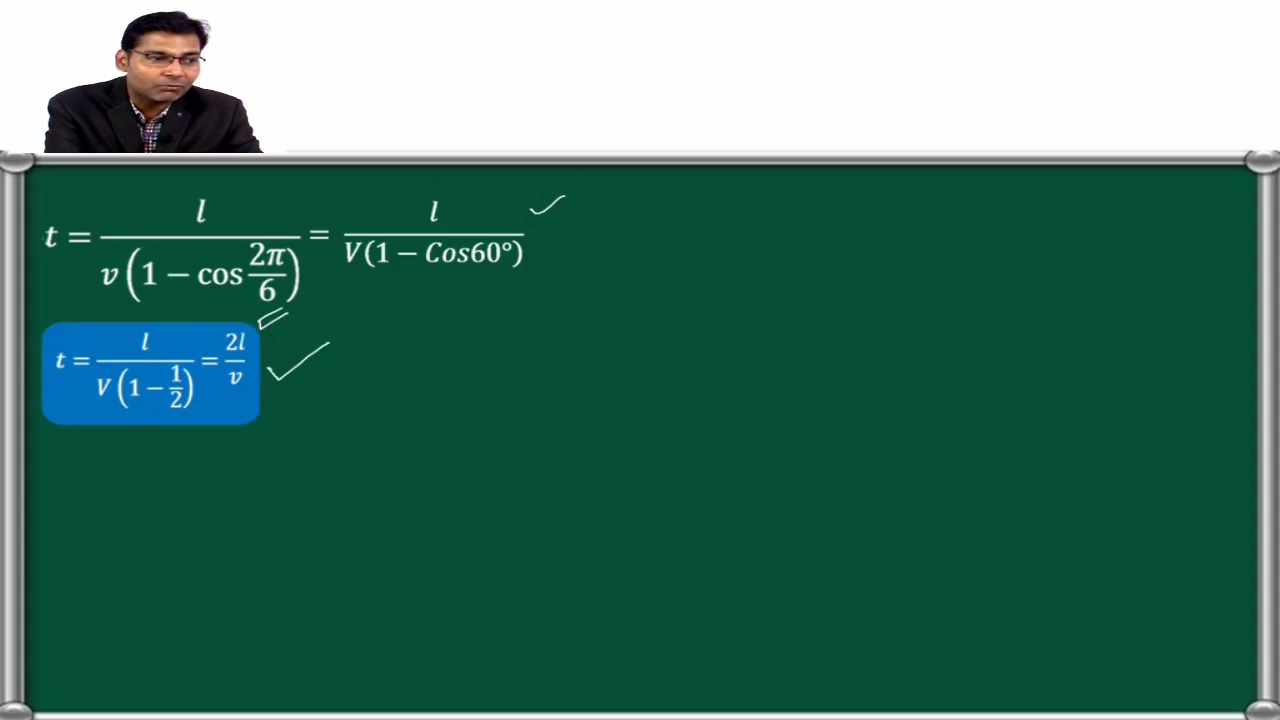 t = l / v(1 − cos 2π/6) = l / V(1 − Cos60°)
t = l / V(1 − 1/2) = 2l / v